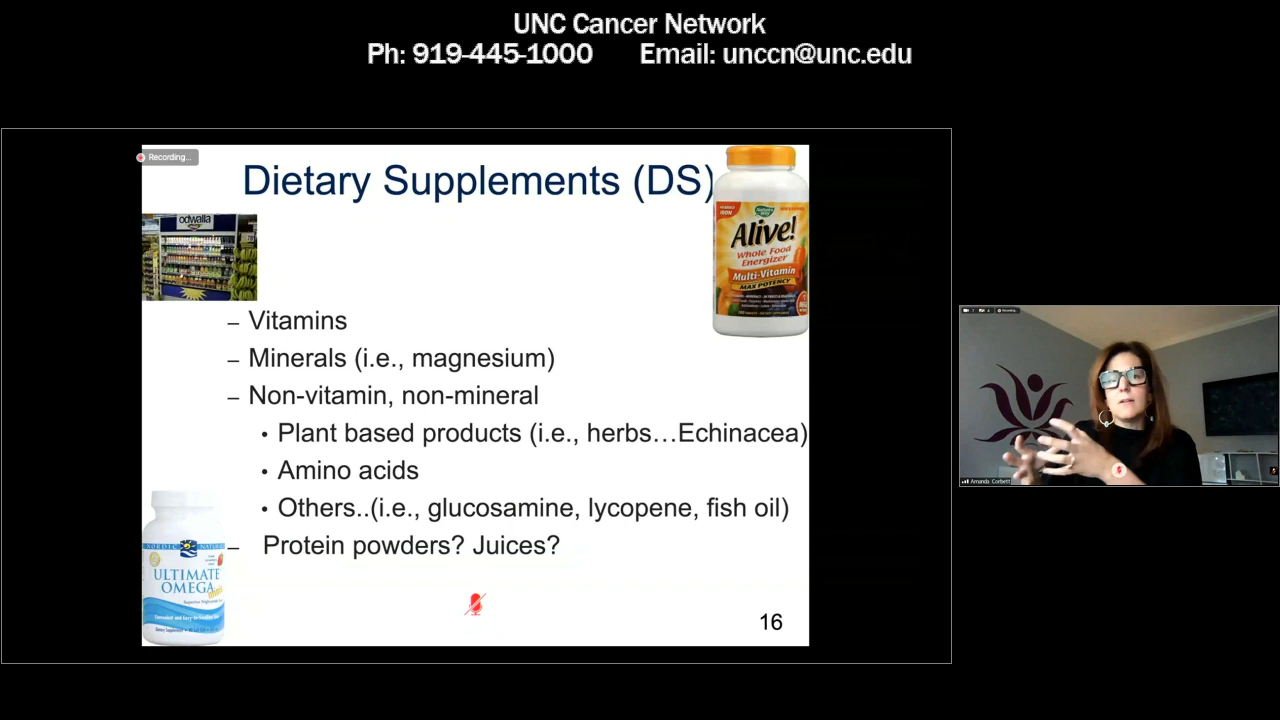 UNC Cancer Network
Ph: 919-445-1000 Email: unccn@unc.edu
Recording...
Dietary Supplements (DS)
odwalla
Alive!
Whole Food
Energizer
Multi-Vitamin
MAX POTENCY
– Vitamins
– Minerals (i.e., magnesium)
– Non-vitamin, non-mineral
• Plant based products (i.e., herbs…Echinacea)
• Amino acids
• Others..(i.e., glucosamine, lycopene, fish oil)
– Protein powders? Juices?
ULTIMATE
OMEGA
16
Recording...
Amanda Corbett